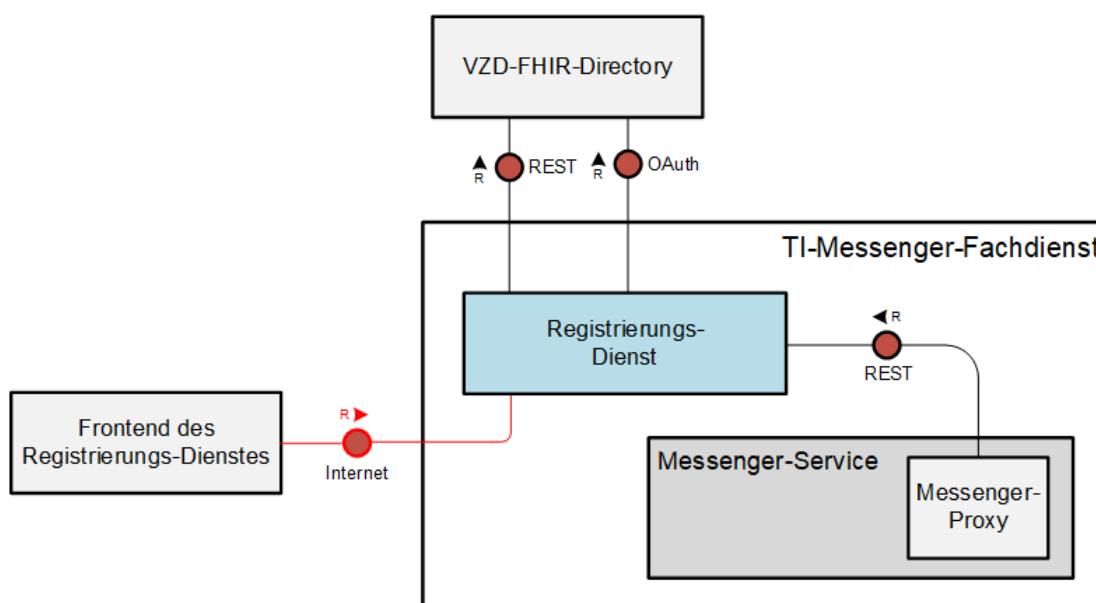 VZD-FHIR-Directory
R
REST
R
OAuth
TI-Messenger-Fachdienst
Registrierungs-
Dienst
R
REST
Frontend des
Registrierungs-Dienstes
R
Internet
Messenger-Service
Messenger-
Proxy